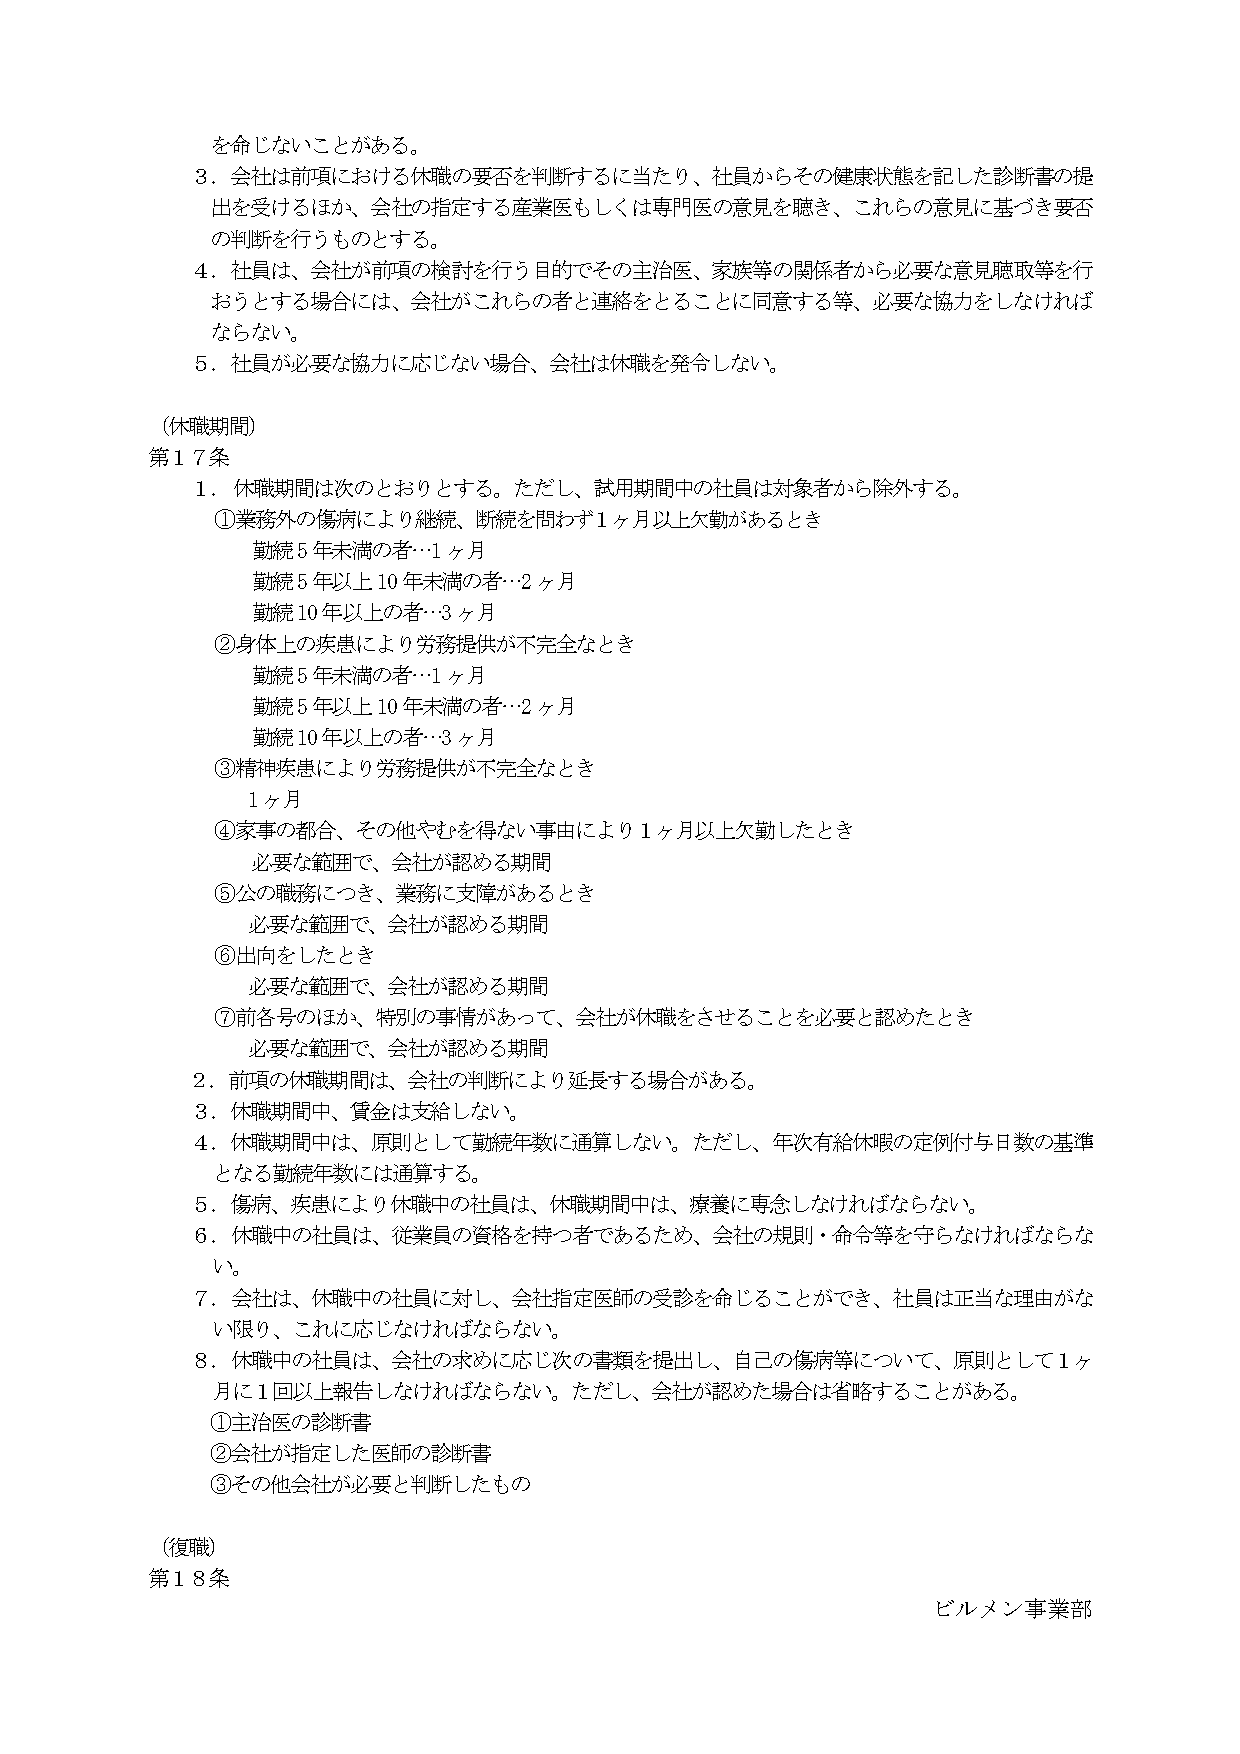 を命じないことがある。
３．会社は前項における休職の要否を判断するに当たり、社員からその健康状態を記した診断書の提
出を受けるほか、会社の指定する産業医もしくは専門医の意見を聴き、これらの意見に基づき要否
の判断を行うものとする。
４．社員は、会社が前項の検討を行う目的でその主治医、家族等の関係者から必要な意見聴取等を行
おうとする場合には、会社がこれらの者と連絡をとることに同意する等、必要な協力をしなければ
ならない。
５．社員が必要な協力に応じない場合、会社は休職を発令しない。
（休職期間）
第１７条
１． 休職期間は次のとおりとする。ただし、試用期間中の社員は対象者から除外する。
①業務外の傷病により継続、断続を問わず１ヶ月以上欠勤があるとき
勤続５年未満の者…1 ヶ月
勤続５年以上 10 年未満の者…2 ヶ月
勤続 10 年以上の者…3 ヶ月
②身体上の疾患により労務提供が不完全なとき
勤続５年未満の者…1 ヶ月
勤続５年以上 10 年未満の者…2 ヶ月
勤続 10 年以上の者…3 ヶ月
③精神疾患により労務提供が不完全なとき
1 ヶ月
④家事の都合、その他やむを得ない事由により１ヶ月以上欠勤したとき
必要な範囲で、会社が認める期間
⑤公の職務につき、業務に支障があるとき
必要な範囲で、会社が認める期間
⑥出向をしたとき
必要な範囲で、会社が認める期間
⑦前各号のほか、特別の事情があって、会社が休職をさせることを必要と認めたとき
必要な範囲で、会社が認める期間
２．前項の休職期間は、会社の判断により延長する場合がある。
３．休職期間中、賃金は支給しない。
４．休職期間中は、原則として勤続年数に通算しない。ただし、年次有給休暇の定例付与日数の基準
となる勤続年数には通算する。
５．傷病、疾患により休職中の社員は、休職期間中は、療養に専念しなければならない。
６．休職中の社員は、従業員の資格を持つ者であるため、会社の規則・命令等を守らなければならな
い。
７．会社は、休職中の社員に対し、会社指定医師の受診を命じることができ、社員は正当な理由がな
い限り、これに応じなければならない。
８．休職中の社員は、会社の求めに応じ次の書類を提出し、自己の傷病等について、原則として１ヶ
月に１回以上報告しなければならない。ただし、会社が認めた場合は省略することがある。
①主治医の診断書
②会社が指定した医師の診断書
③その他会社が必要と判断したもの
（復職）
第１８条
ビルメン事業部